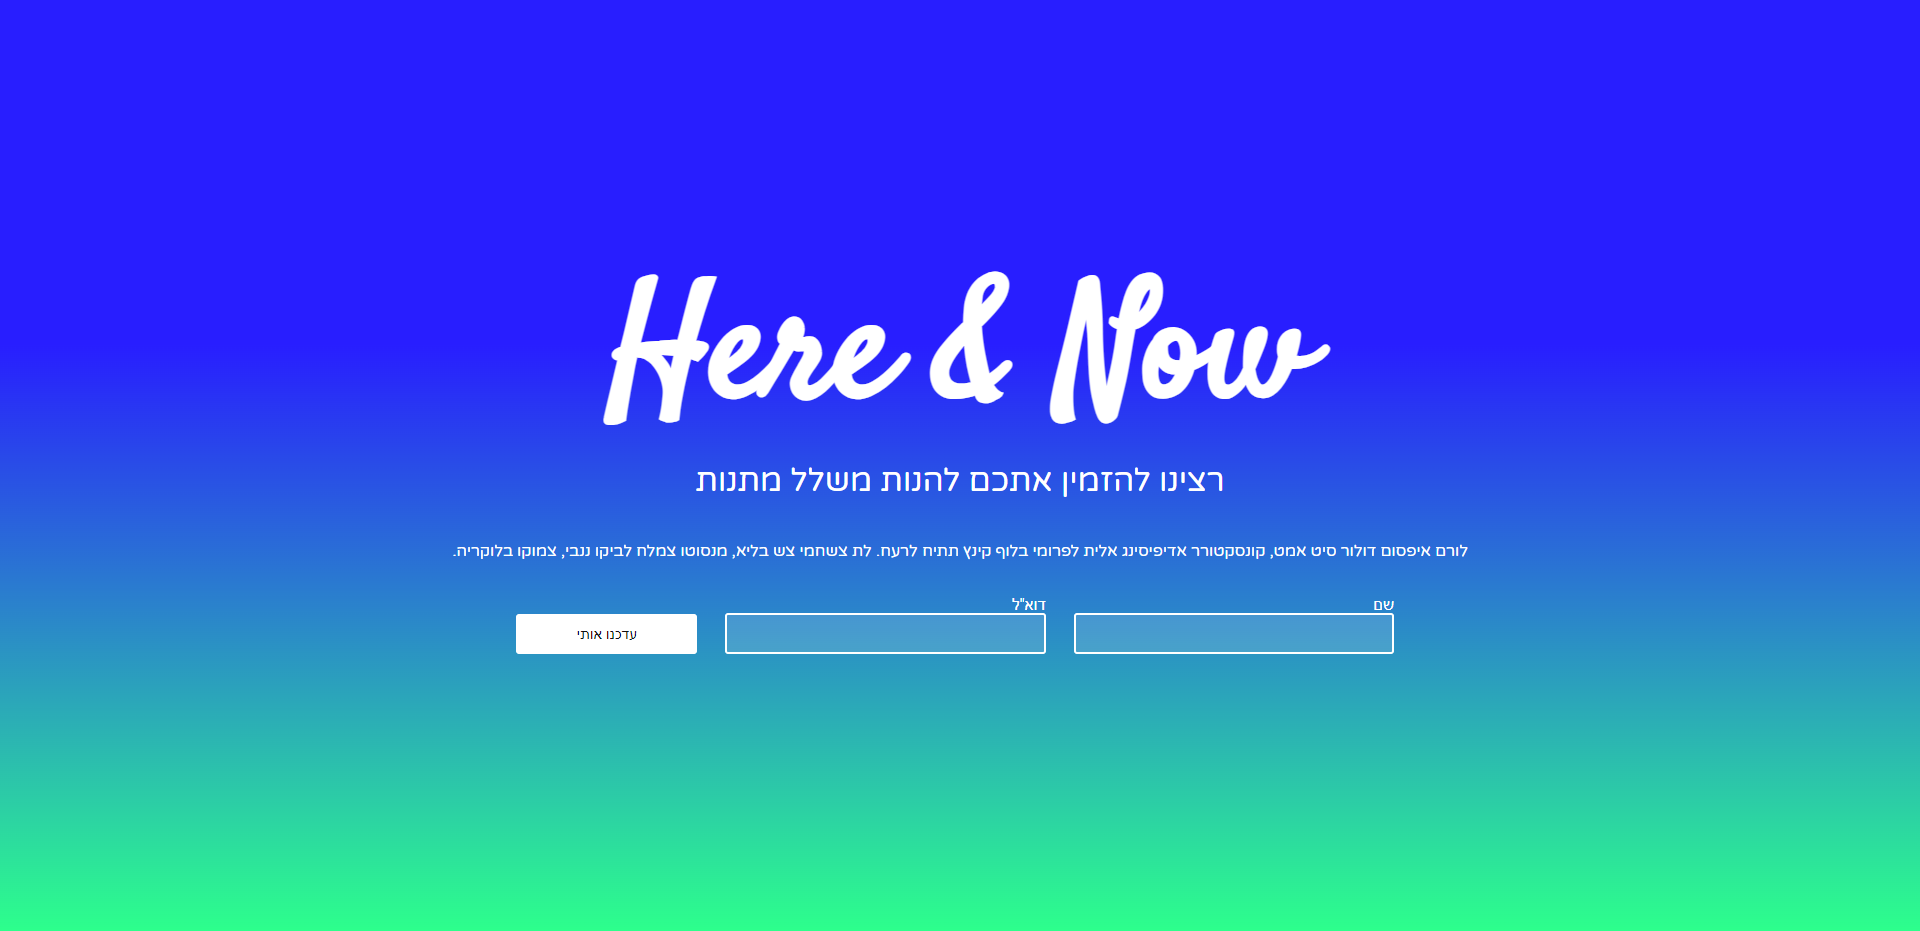 Here & Now
רצינו להזמין אתכם להנות משלל מתנות
לורם איפסום דולור סיט אמט, קונסקטורר אדיפיסינג אלית לפרומי בלוף קינץ תתיח לרעח. לת צשחמי צש בליא, מנסוטו צמלח לביקו ננבי, צמוקו בלוקריה.
שם
דוא"ל
עדכנו אותי